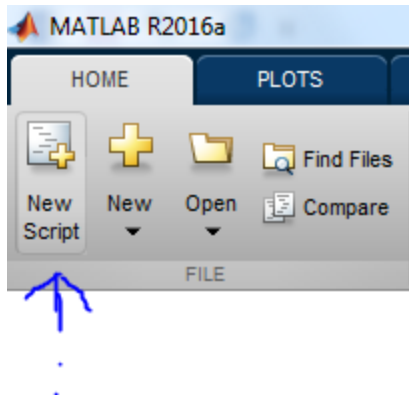 MATLAB R2016a
HOME PLOTS
Find Files
New Script New Open Compare
FILE